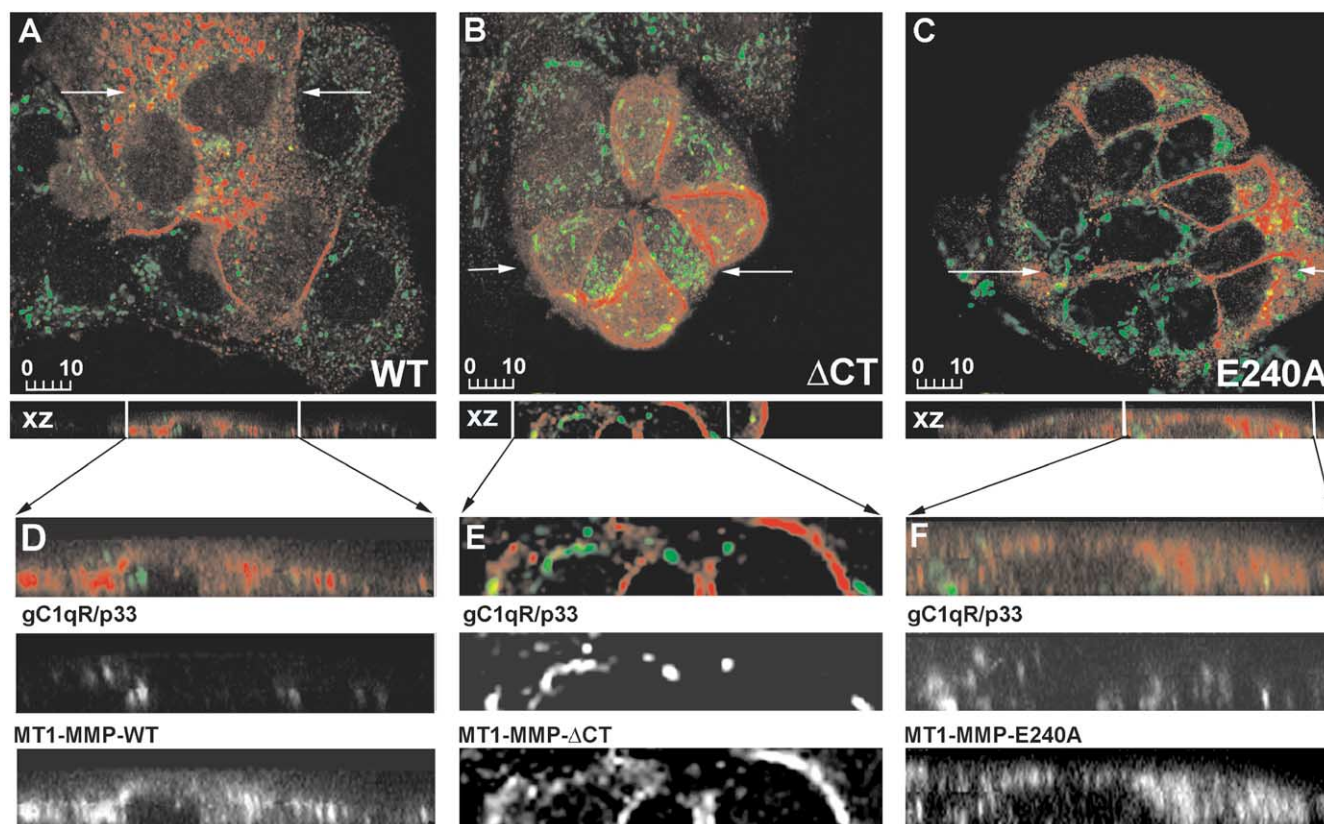 A B C
0 10 WT
0 10 ΔCT
0 10 E240A
xz xz xz
D E F
gC1qR/p33 gC1qR/p33 gC1qR/p33
MT1-MMP-WT MT1-MMP-ΔCT MT1-MMP-E240A